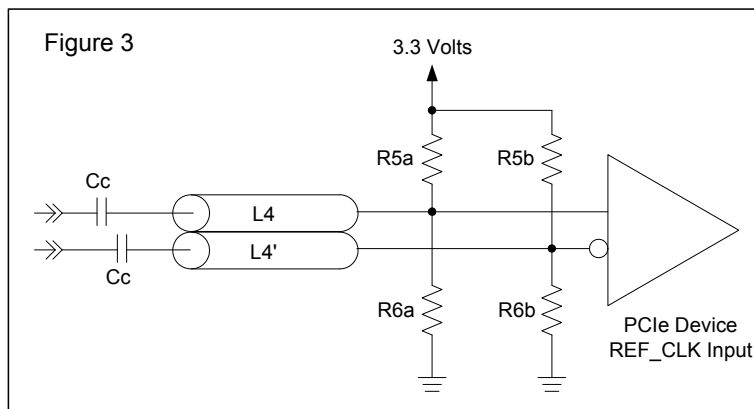 Figure 3
3.3 Volts
R5a
R5b
Cc
L4
L4'
Cc
R6a
R6b
PCIe Device
REF_CLK Input